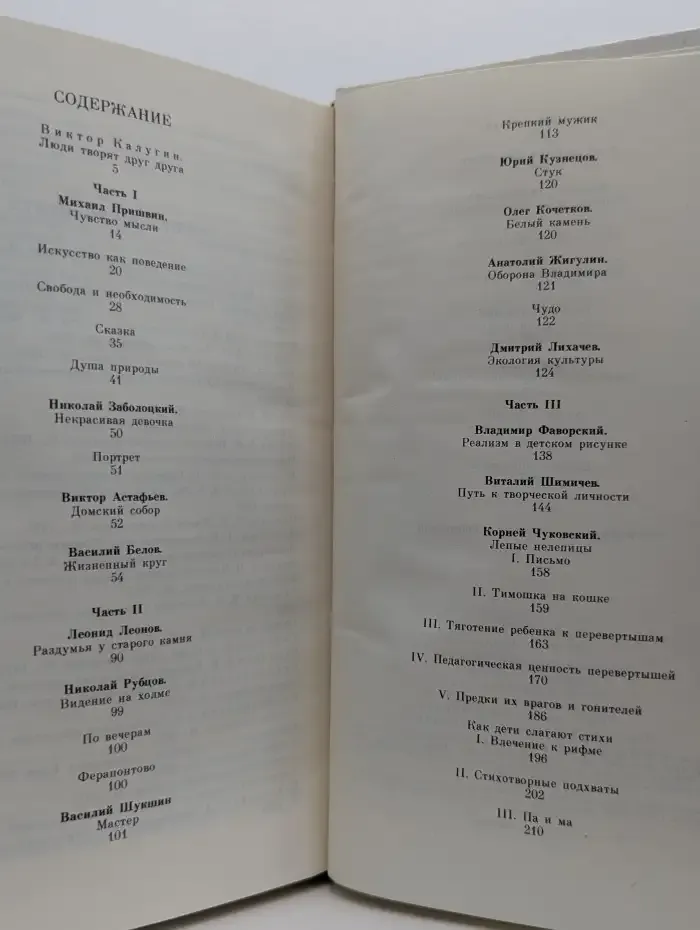 СОДЕРЖАНИЕ
Виктор Калугин.
Люди творят друг друга
5
Часть I
Михаил Пришвин.
Чувство мысли
14
Искусство как поведение
20
Свобода и необходимость
28
Сказка
35
Душа природы
41
Николай Заболоцкий.
Некрасивая девочка
50
Портрет
51
Виктор Астафьев.
Домский собор
52
Василий Белов.
Жизненный круг
54
Часть II
Леонид Леонов.
Раздумья у старого камня
90
Николай Рубцов.
Видение на холме
99
По вечерам
100
Ферапонтово
100
Василий Шукшин
Мастер
101
Крепкий мужик
113
Юрий Кузнецов.
Стук
120
Олег Кочетков.
Белый камень
120
Анатолий Жигулин.
Оборона Владимира
121
Чудо
122
Дмитрий Лихачев.
Экология культуры
124
Часть III
Владимир Фаворский.
Реализм в детском рисунке
138
Виталий Шимичев.
Путь к творческой личности
144
Корней Чуковский.
Лепые нелепицы
I. Письмо
158
II. Тимошка на кошке
159
III. Тяготение ребенка к перевертышам
163
IV. Педагогическая ценность перевертышей
170
V. Предки их врагов и гонителей
186
Как дети слагают стихи
I. Влечение к рифме
196
II. Стихотворные подхваты
202
III. Па и ма
210